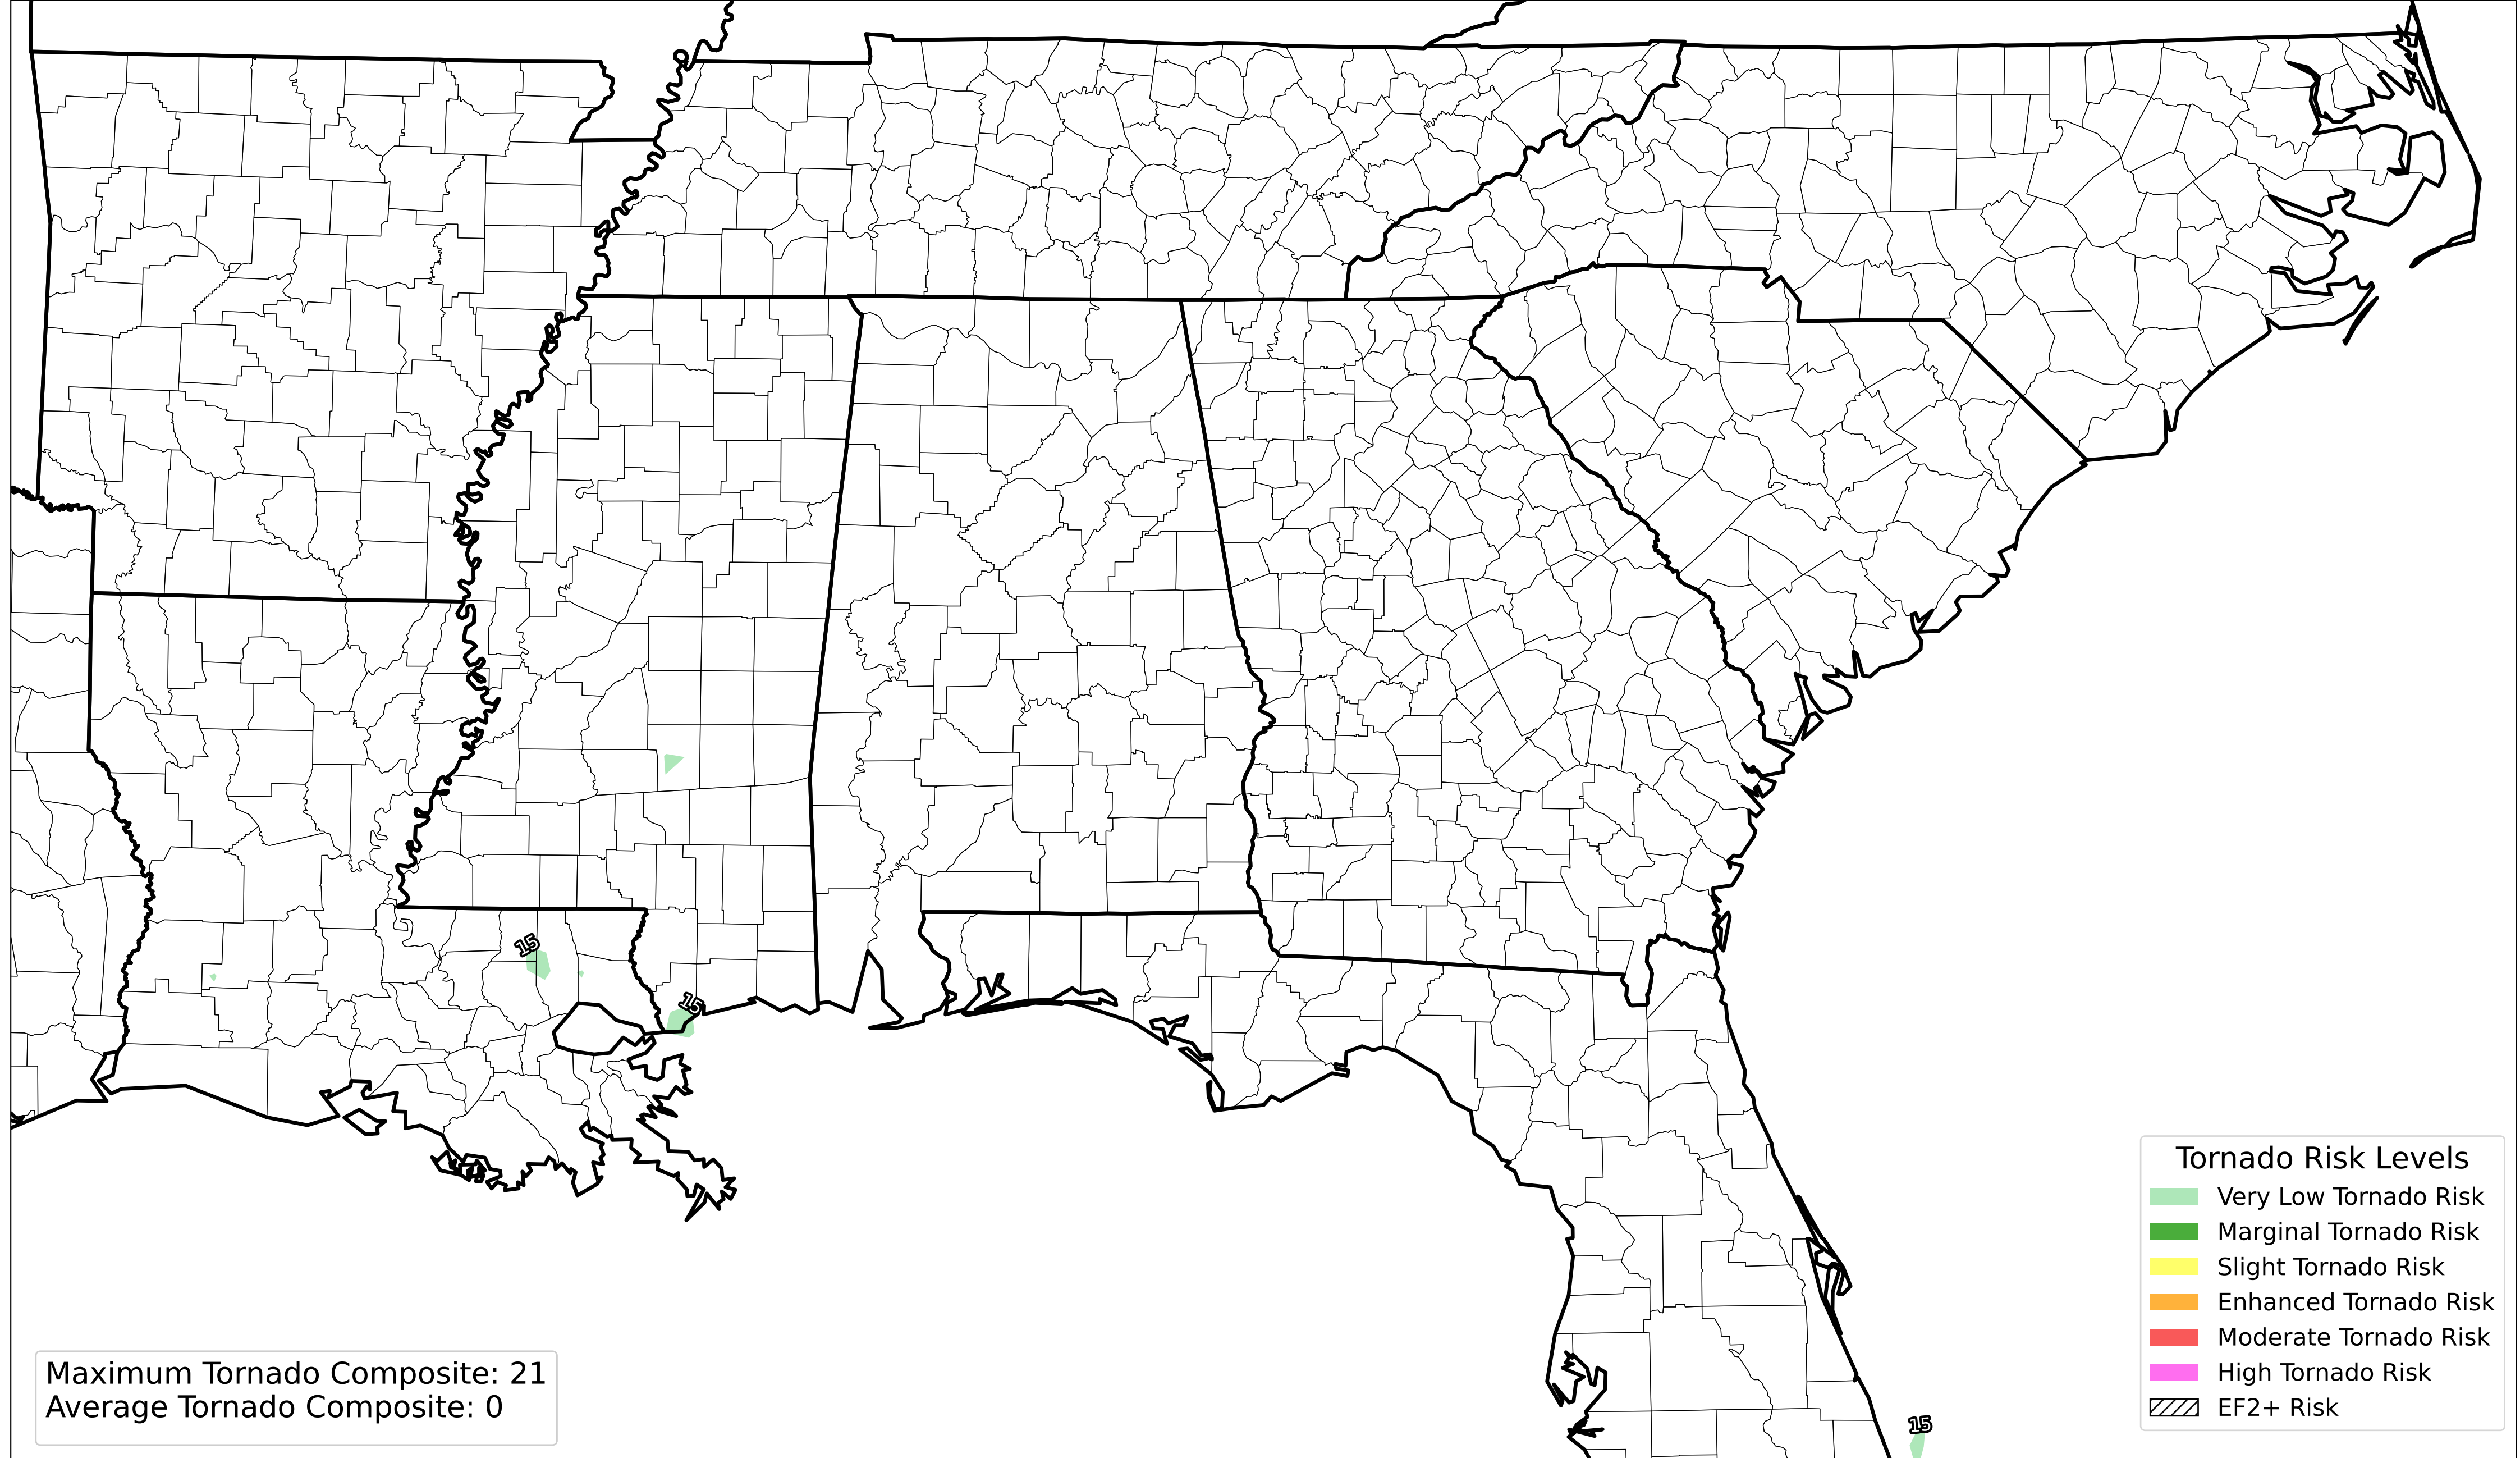 15
15
Tornado Risk Levels
Very Low Tornado Risk
Marginal Tornado Risk
Slight Tornado Risk
Enhanced Tornado Risk
Moderate Tornado Risk
High Tornado Risk
EF2+ Risk
Maximum Tornado Composite: 21
Average Tornado Composite: 0
15